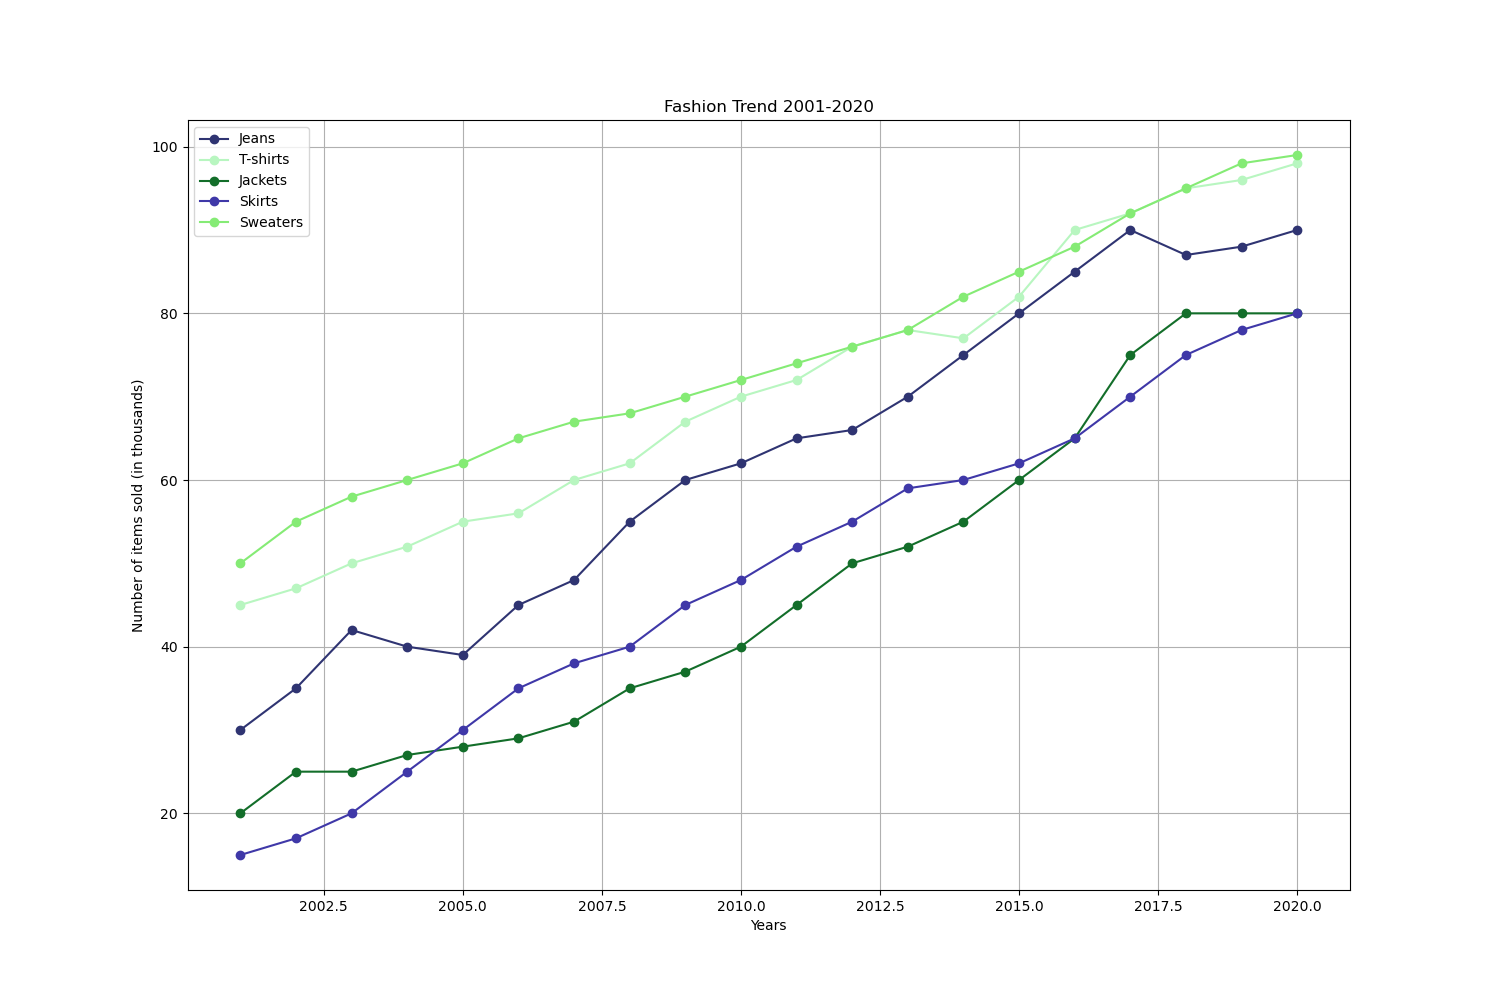 Fashion Trend 2001-2020
Jeans
T-shirts
Jackets
Skirts
Sweaters
100
80
60
40
20
Number of items sold (in thousands)
2002.5 2005.0 2007.5 2010.0 2012.5 2015.0 2017.5 2020.0
Years